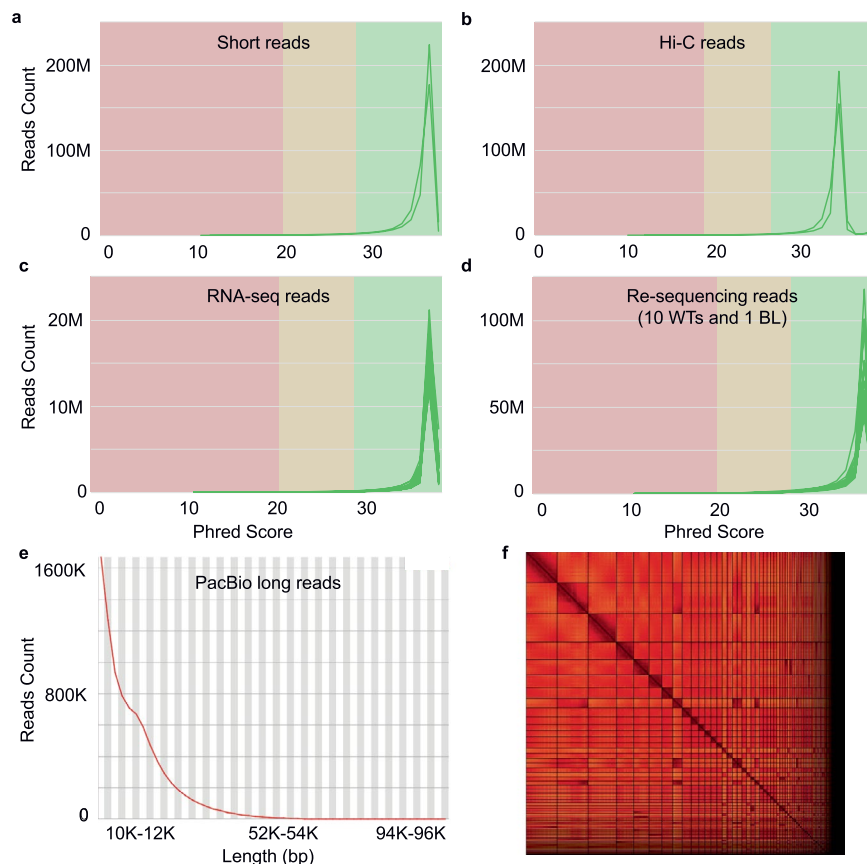 a
Short reads
200M
100M
0
Reads Count
0
10
20
30
b
Hi-C reads
200M
100M
0
0
10
20
30
c
RNA-seq reads
20M
10M
0
Reads Count
0
10
20
30
Phred Score
d
Re-sequencing reads
(10 WTs and 1 BL)
100M
50M
0
0
10
20
30
Phred Score
e
PacBio long reads
1600K
800K
0
Reads Count
10K-12K
52K-54K
94K-96K
Length (bp)
f